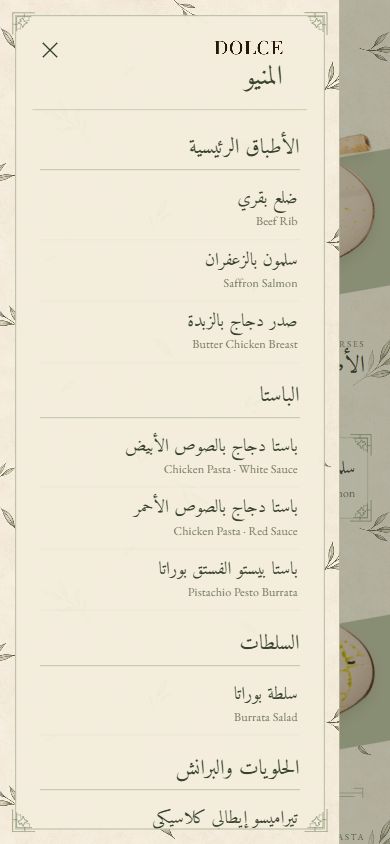 DOLCE
المنيو
الأطباق الرئيسية
ضلع بقري
Beef Rib
سلمون بالزعفران
Saffron Salmon
صدر دجاج بالزبدة
Butter Chicken Breast
الباستا
باستا دجاج بالصوص الأبيض
Chicken Pasta · White Sauce
باستا دجاج بالصوص الأحمر
Chicken Pasta · Red Sauce
باستا بيستو الفستق بوراتا
Pistachio Pesto Burrata
السلطات
سلطة بوراتا
Burrata Salad
الحلويات والبرانش
تيراميسو إيطالي كلاسيكي